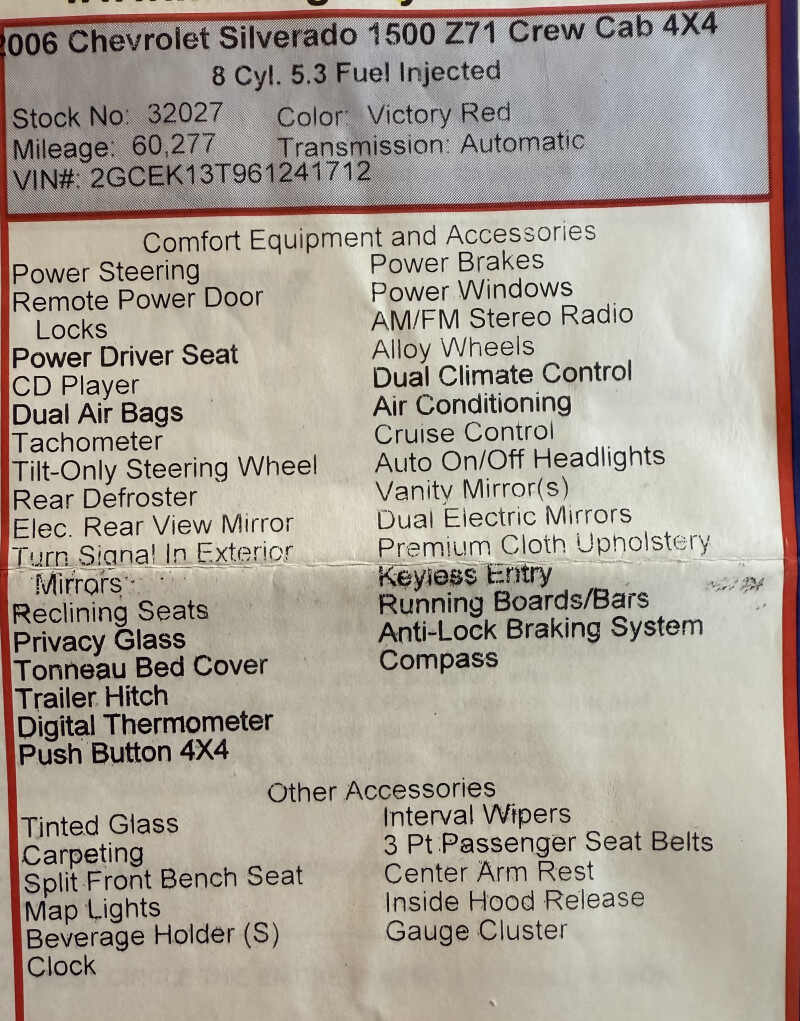 2006 Chevrolet Silverado 1500 Z71 Crew Cab 4X4
8 Cyl. 5.3 Fuel Injected
Stock No: 32027 Color: Victory Red
Mileage: 60,277 Transmission: Automatic
VIN#: 2GCEK13T961241712
Comfort Equipment and Accessories
Power Steering
Remote Power Door
Locks
Power Driver Seat
CD Player
Dual Air Bags
Tachometer
Tilt-Only Steering Wheel
Rear Defroster
Elec. Rear View Mirror
Turn Signal In Exterior
Mirrors
Reclining Seats
Privacy Glass
Tonneau Bed Cover
Trailer Hitch
Digital Thermometer
Push Button 4X4
Power Brakes
Power Windows
AM/FM Stereo Radio
Alloy Wheels
Dual Climate Control
Air Conditioning
Cruise Control
Auto On/Off Headlights
Vanity Mirror(s)
Dual Electric Mirrors
Premium Cloth Upholstery
Keyless Entry
Running Boards/Bars
Anti-Lock Braking System
Compass
Other Accessories
Tinted Glass
Carpeting
Split Front Bench Seat
Map Lights
Beverage Holder (S)
Clock
Interval Wipers
3 Pt Passenger Seat Belts
Center Arm Rest
Inside Hood Release
Gauge Cluster